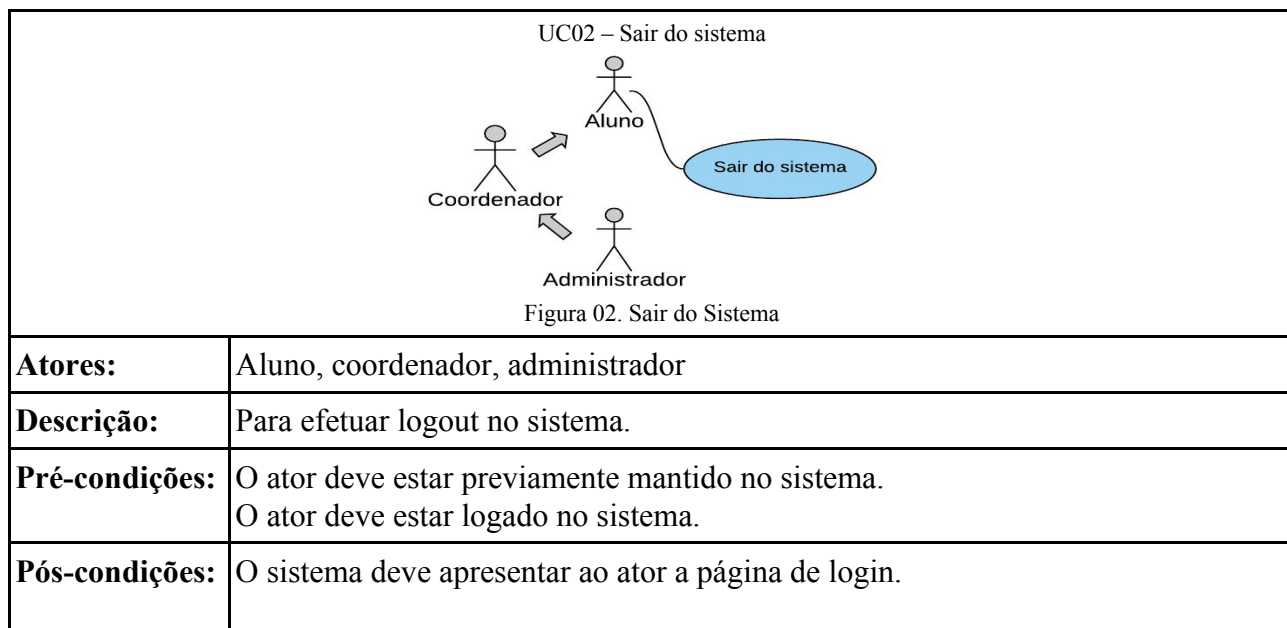 UC02 – Sair do sistema
Aluno
Sair do sistema
Coordenador
Administrador
Figura 02. Sair do Sistema
Atores: Aluno, coordenador, administrador
Descrição: Para efetuar logout no sistema.
Pré-condições: O ator deve estar previamente mantido no sistema.
O ator deve estar logado no sistema.
Pós-condições: O sistema deve apresentar ao ator a página de login.